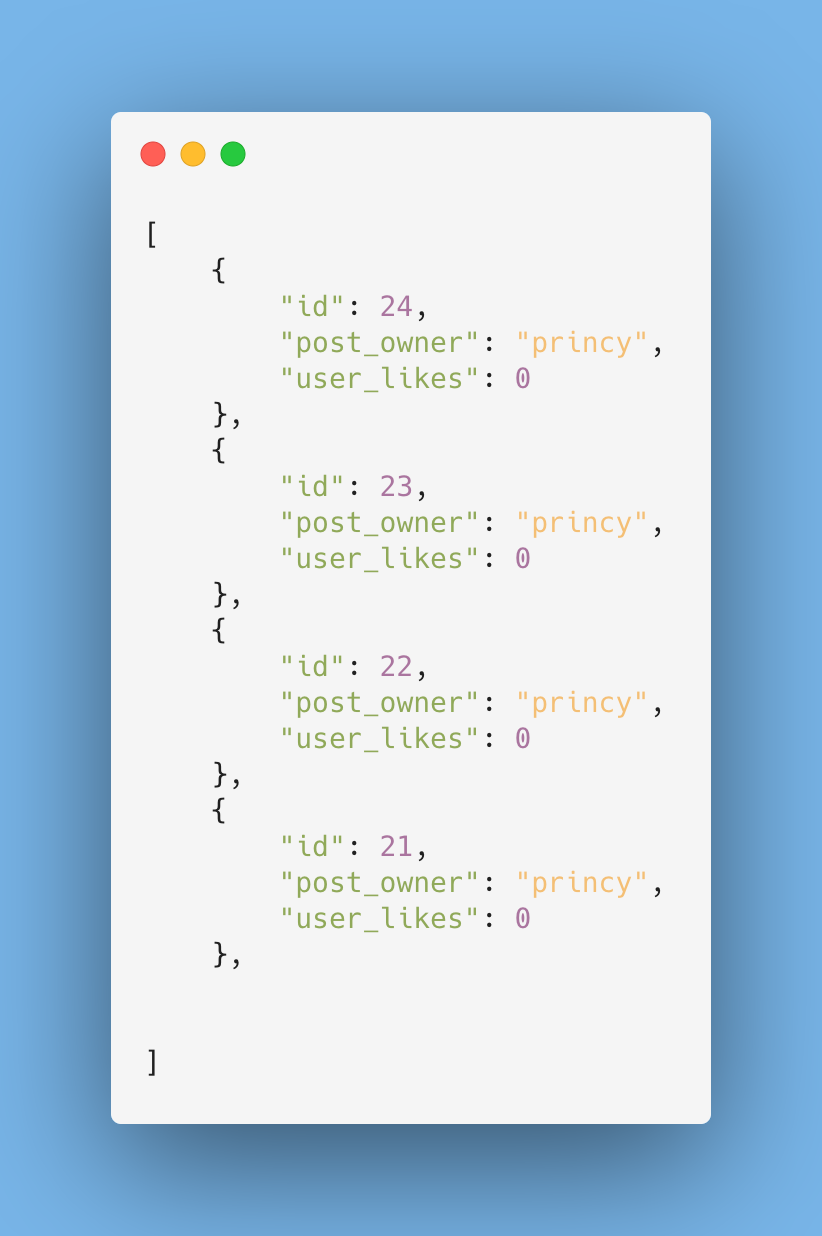 [
    {
        "id": 24,
        "post_owner": "princy",
        "user_likes": 0
    },
    {
        "id": 23,
        "post_owner": "princy",
        "user_likes": 0
    },
    {
        "id": 22,
        "post_owner": "princy",
        "user_likes": 0
    },
    {
        "id": 21,
        "post_owner": "princy",
        "user_likes": 0
    },
]